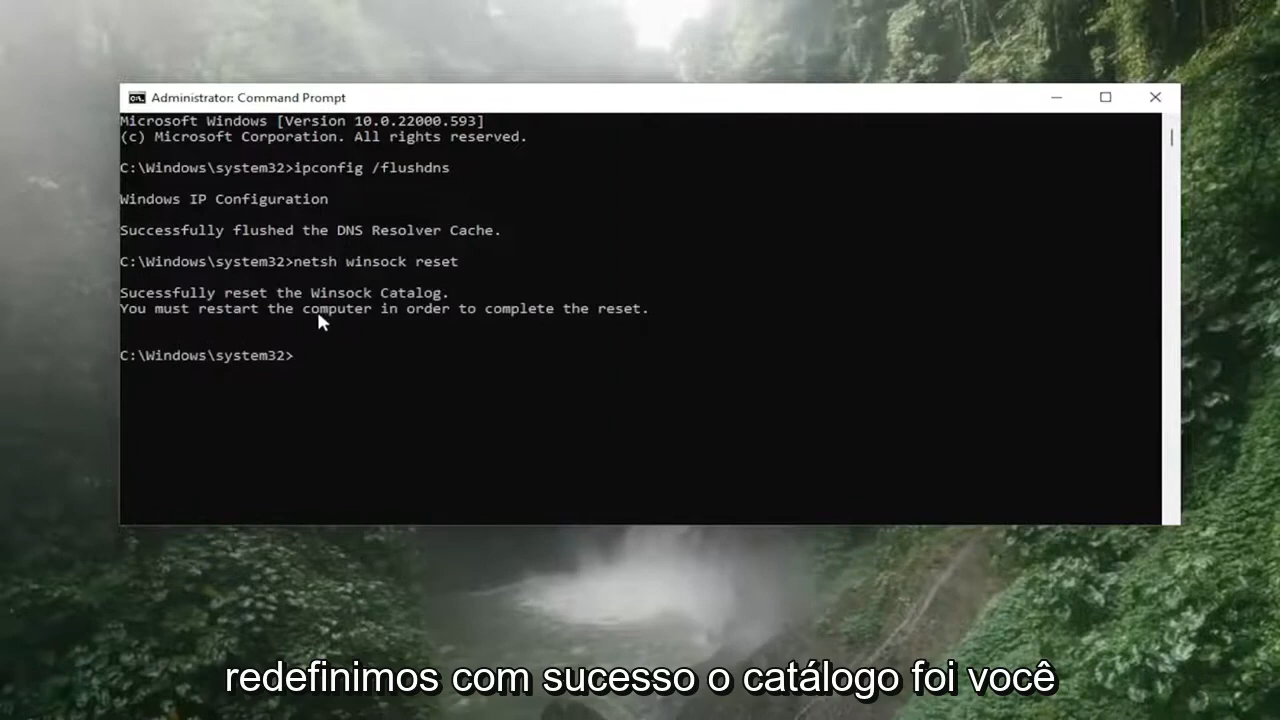 Administrator: Command Prompt
Microsoft Windows [Version 10.0.22000.593]
(c) Microsoft Corporation. All rights reserved.
C:\Windows\system32>ipconfig /flushdns
Windows IP Configuration
Successfully flushed the DNS Resolver Cache.
C:\Windows\system32>netsh winsock reset
Sucessfully reset the Winsock Catalog.
You must restart the computer in order to complete the reset.
C:\Windows\system32>
redefinimos com sucesso o catálogo foi você